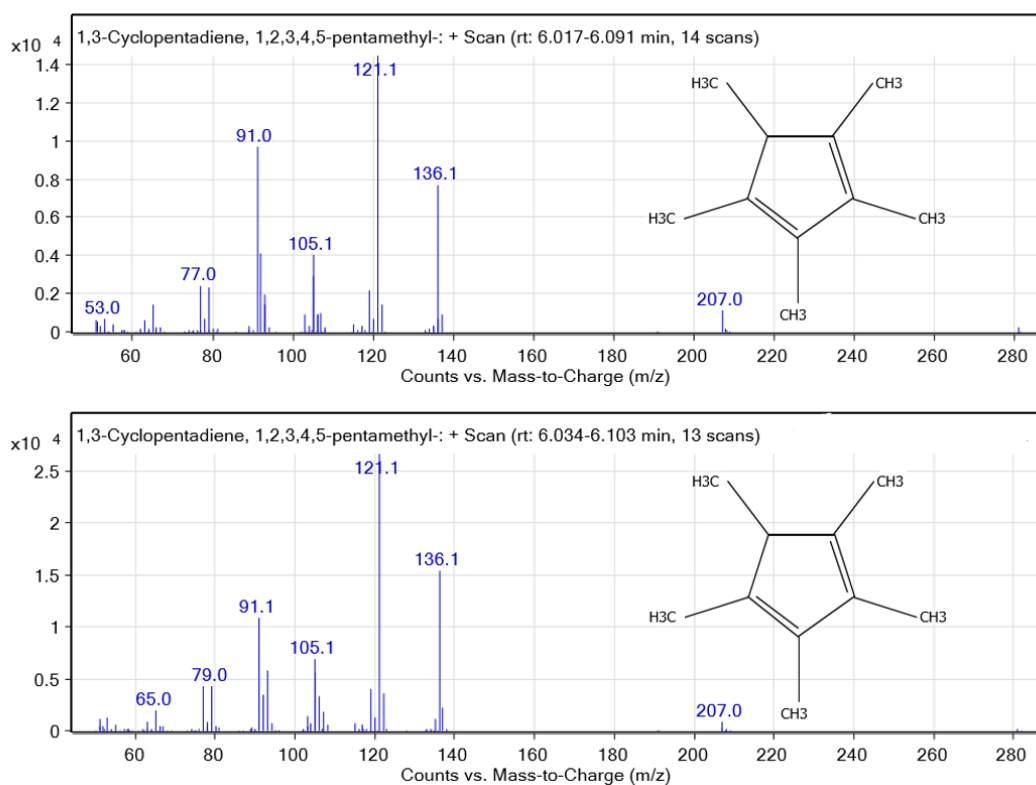 1,3-Cyclopentadiene, 1,2,3,4,5-pentamethyl-: + Scan (rt: 6.017-6.091 min, 14 scans)
x10 4
1.4
1.2
1
0.8
0.6
0.4
0.2
0
53.0
77.0
91.0
105.1
121.1
136.1
207.0
H3C
CH3
H3C
CH3
CH3
60 80 100 120 140 160 180 200 220 240 260 280
Counts vs. Mass-to-Charge (m/z)
1,3-Cyclopentadiene, 1,2,3,4,5-pentamethyl-: + Scan (rt: 6.034-6.103 min, 13 scans)
x10 4
2.5
2
1.5
1
0.5
0
65.0
79.0
91.1
105.1
121.1
136.1
207.0
H3C
CH3
H3C
CH3
CH3
60 80 100 120 140 160 180 200 220 240 260 280
Counts vs. Mass-to-Charge (m/z)